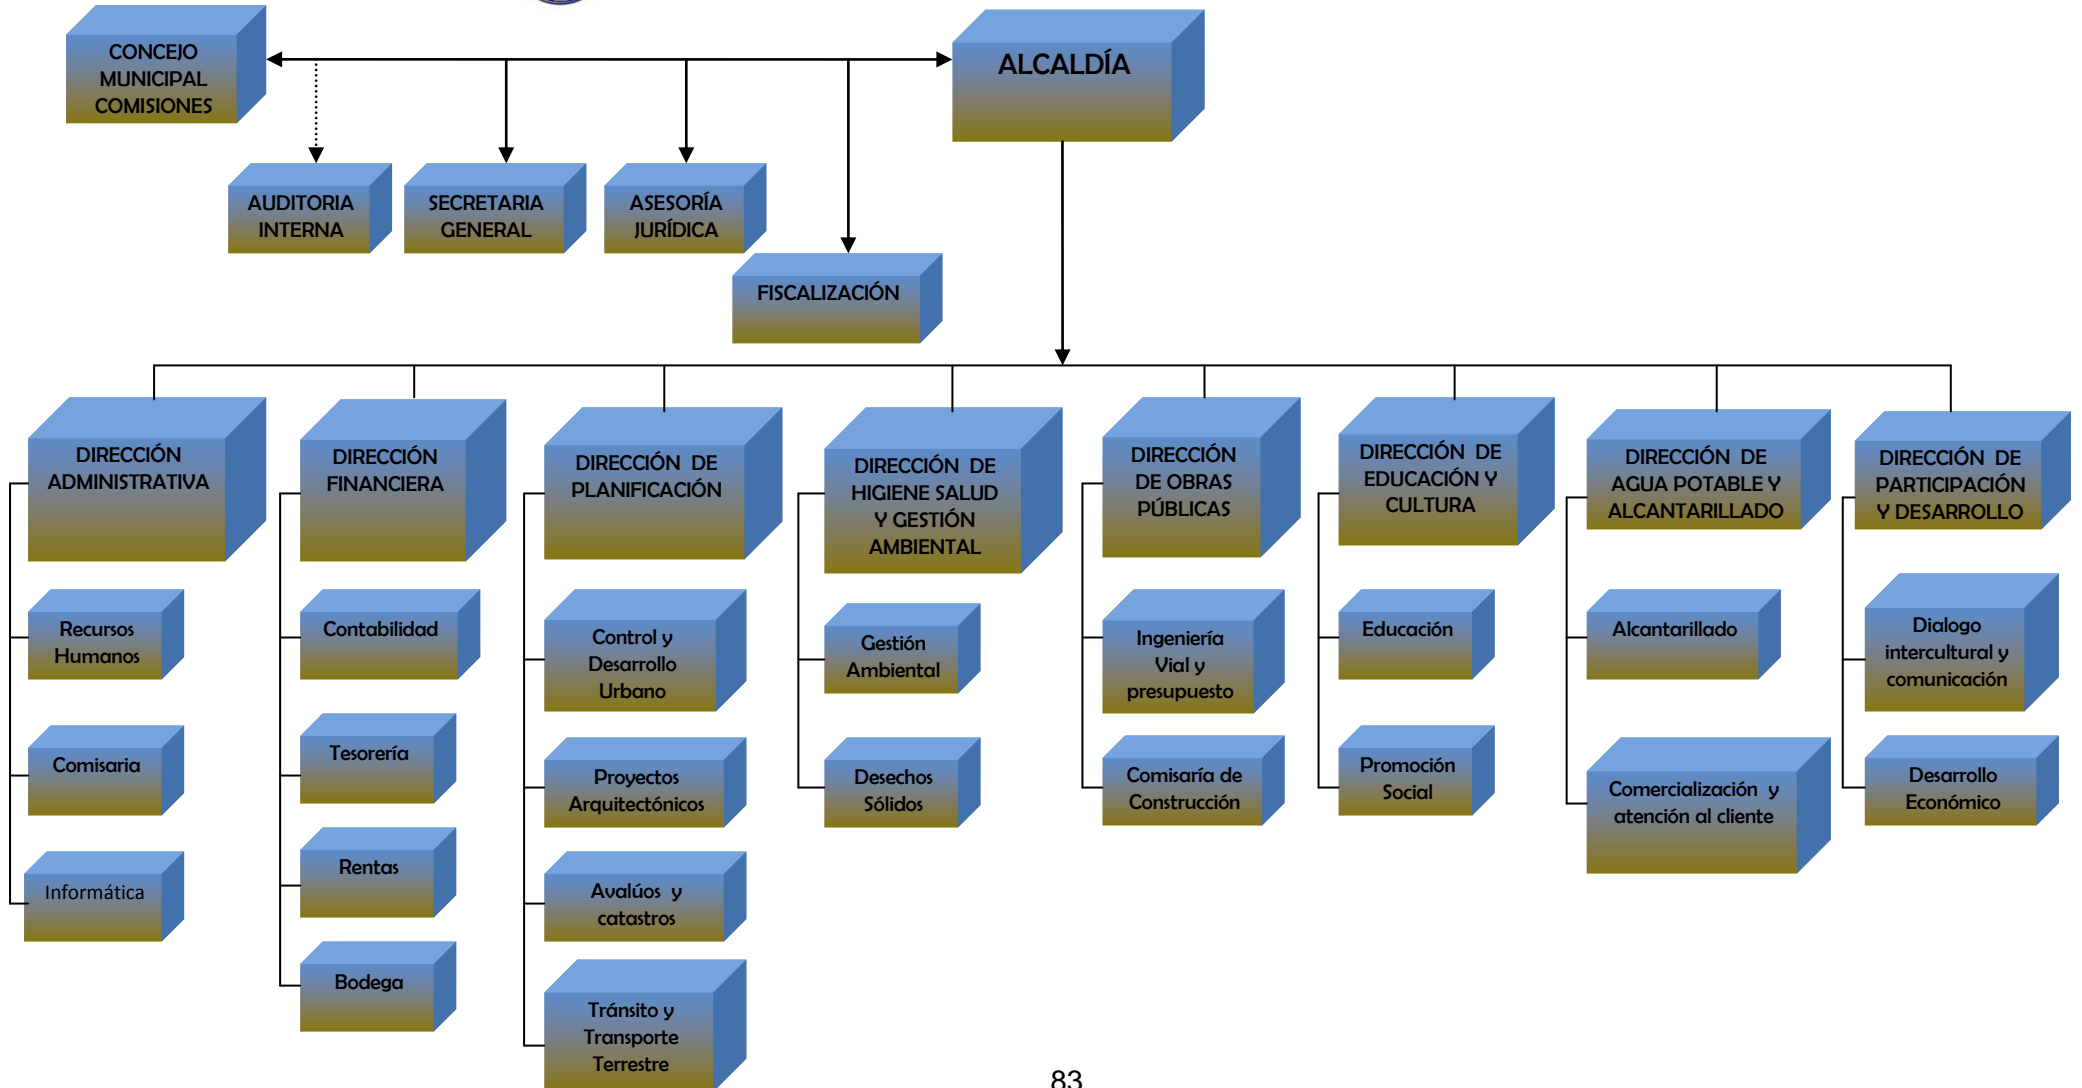 CONCEJO
MUNICIPAL
COMISIONES
ALCALDÍA
AUDITORIA
INTERNA
SECRETARIA
GENERAL
ASESORÍA
JURÍDICA
FISCALIZACIÓN
DIRECCIÓN
ADMINISTRATIVA
Recursos
Humanos
Comisaria
Informática
DIRECCIÓN
FINANCIERA
Contabilidad
Tesorería
Rentas
Bodega
DIRECCIÓN DE
PLANIFICACIÓN
Control y
Desarrollo
Urbano
Proyectos
Arquitectónicos
Avalúos y
catastros
Tránsito y
Transporte
Terrestre
DIRECCIÓN DE
HIGIENE SALUD
Y GESTIÓN
AMBIENTAL
Gestión
Ambiental
Desechos
Sólidos
DIRECCIÓN
DE OBRAS
PÚBLICAS
Ingeniería
Vial y
presupuesto
Comisaría de
Construcción
DIRECCIÓN DE
EDUCACIÓN Y
CULTURA
Educación
Promoción
Social
DIRECCIÓN DE
AGUA POTABLE Y
ALCANTARILLADO
Alcantarillado
Comercialización y
atención al cliente
DIRECCIÓN DE
PARTICIPACIÓN
Y DESARROLLO
Dialogo
intercultural y
comunicación
Desarrollo
Económico
83